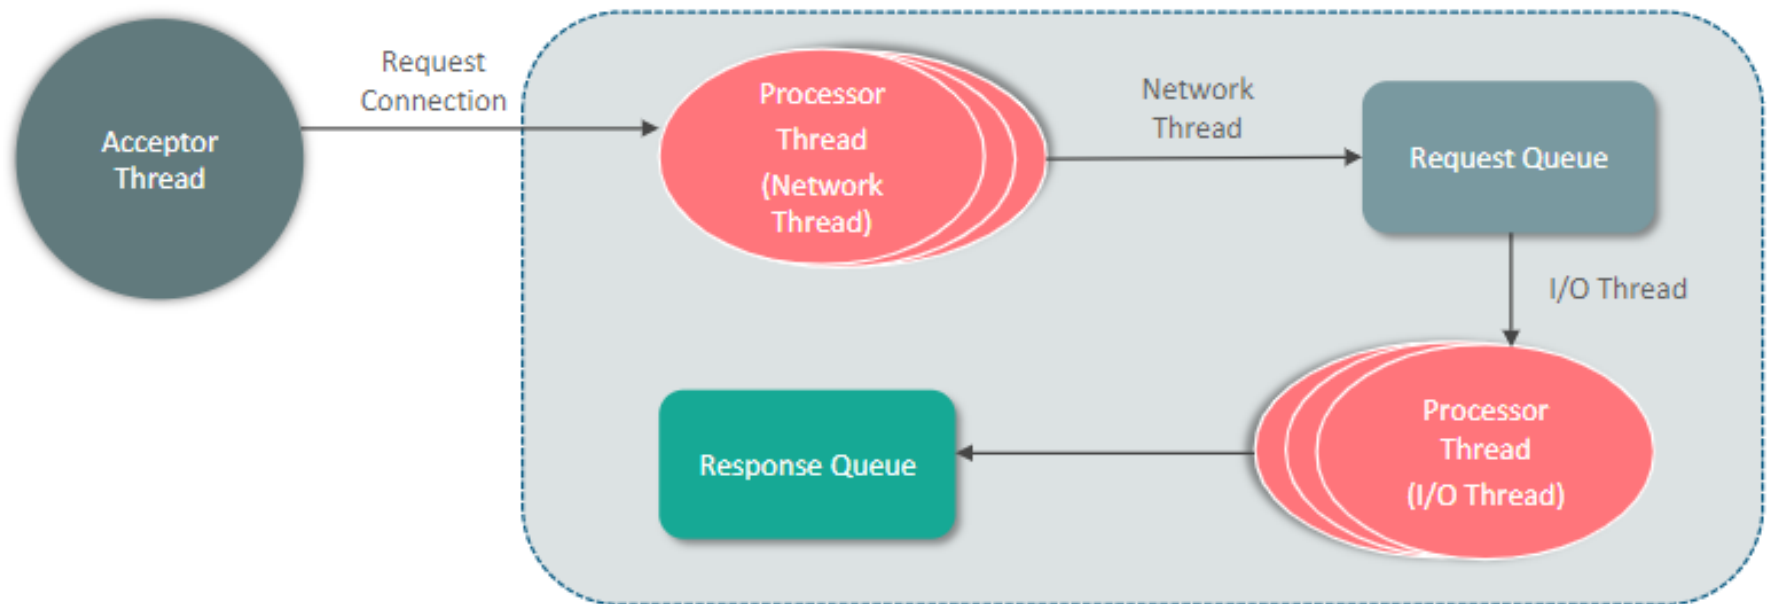 Acceptor
Thread
Request
Connection
Processor
Thread
(Network
Thread)
Network
Thread
Request Queue
I/O Thread
Processor
Thread
(I/O Thread)
Response Queue